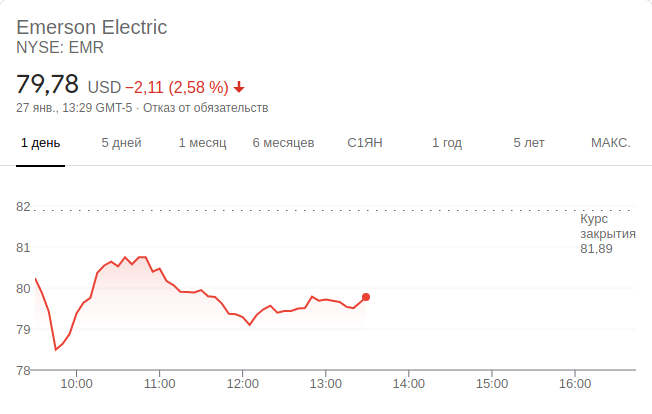 Emerson Electric
NYSE: EMR
79,78 USD −2,11 (2,58 %)
27 янв., 13:29 GMT-5 · Отказ от обязательств
1 день 5 дней 1 месяц 6 месяцев С1ЯН 1 год 5 лет МАКС.
82
Курс
закрытия
81,89
81
80
79
78
10:00 11:00 12:00 13:00 14:00 15:00 16:00